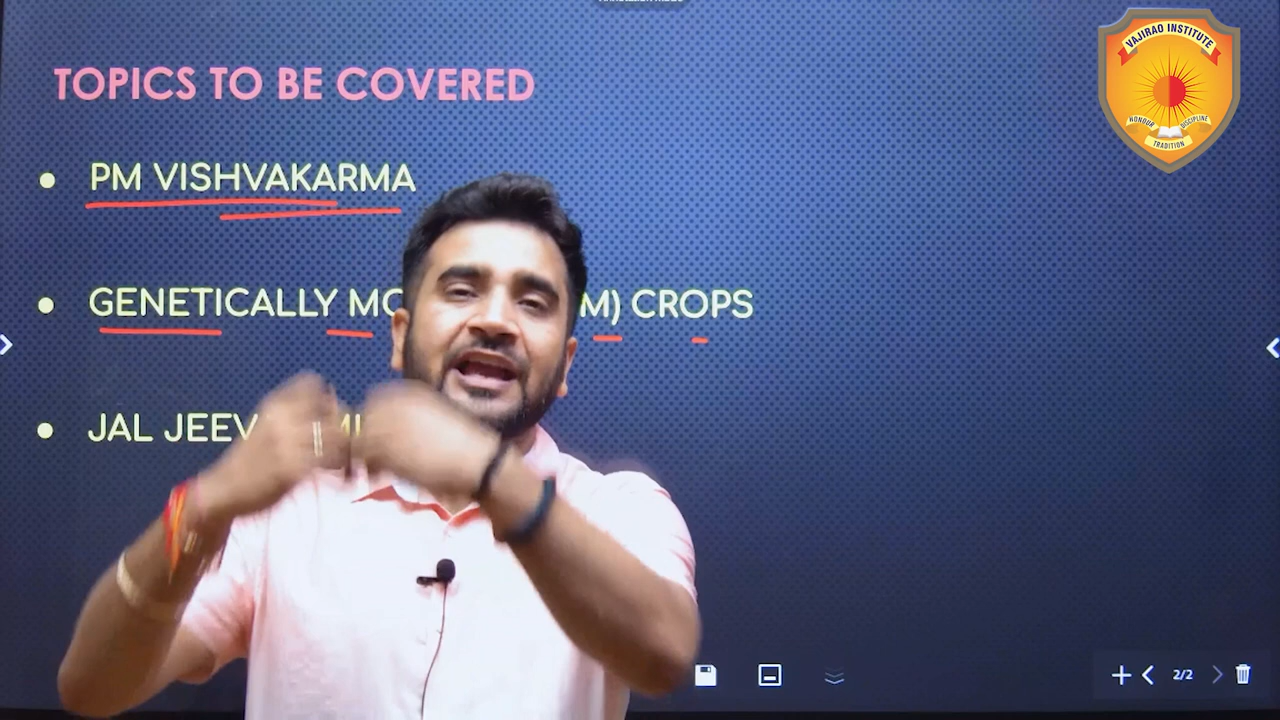 VAJIRAO INSTITUTE
HONOUR DISCIPLINE
TRADITION
TOPICS TO BE COVERED
PM VISHVAKARMA
GENETICALLY M) CROPS
JAL
2/2